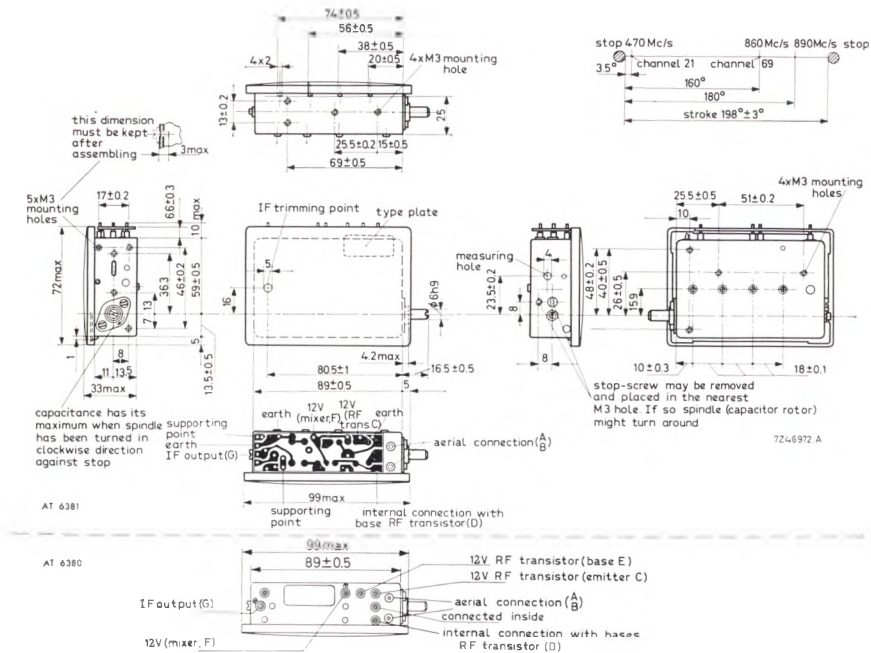 74±0.5
56±0.5
38±0.5
20±0.5
4x2
4xM3 mounting
hole
13±0.2
25
25.5±0.2
15±0.5
69±0.5
stop
470Mc/s
860Mc/s
890Mc/s
stop
3.5°
channel 21
channel 69
160°
180°
stroke 198°±3°
this dimension
must be kept
after
assembling
3max
5xM3
mounting
holes
17±0.2
6.6±0.3
10 max
72max
36.3
46±0.2
59±0.5
13
7
1
8
11
13.5
33max
5
13.5±0.5
capacitance has its
maximum when spindle
has been turned in
clockwise direction
against stop
IF trimming point
type plate
5
16
ϕ6h9
4.2max
80.5±1
16.5±0.5
89±0.5
5
measuring
hole
4
23.5±0.2
8
8
25.5±0.5
51±0.2
4xM3 mounting
holes
10
48±0.2
40±0.5
26±0.5
15.9
10±0.3
18±0.1
stop-screw may be removed
and placed in the nearest
M3 hole. If so spindle (capacitor rotor)
might turn around
7Z46972 A
supporting
point
earth
IF output(G)
earth
12V
(mixer,F)
12V
(RF
trans C)
earth
aerial connection(A
B)
99max
supporting
point
internal connection with
base RF transistor(D)
AT 6381
AT 6380
99max
89±0.5
12V RF transistor(base E)
12V RF transistor(emitter C)
aerial connection(A
B)
connected inside
internal connection with bases
RF transistor (D)
IF output(G)
12V(mixer, F)